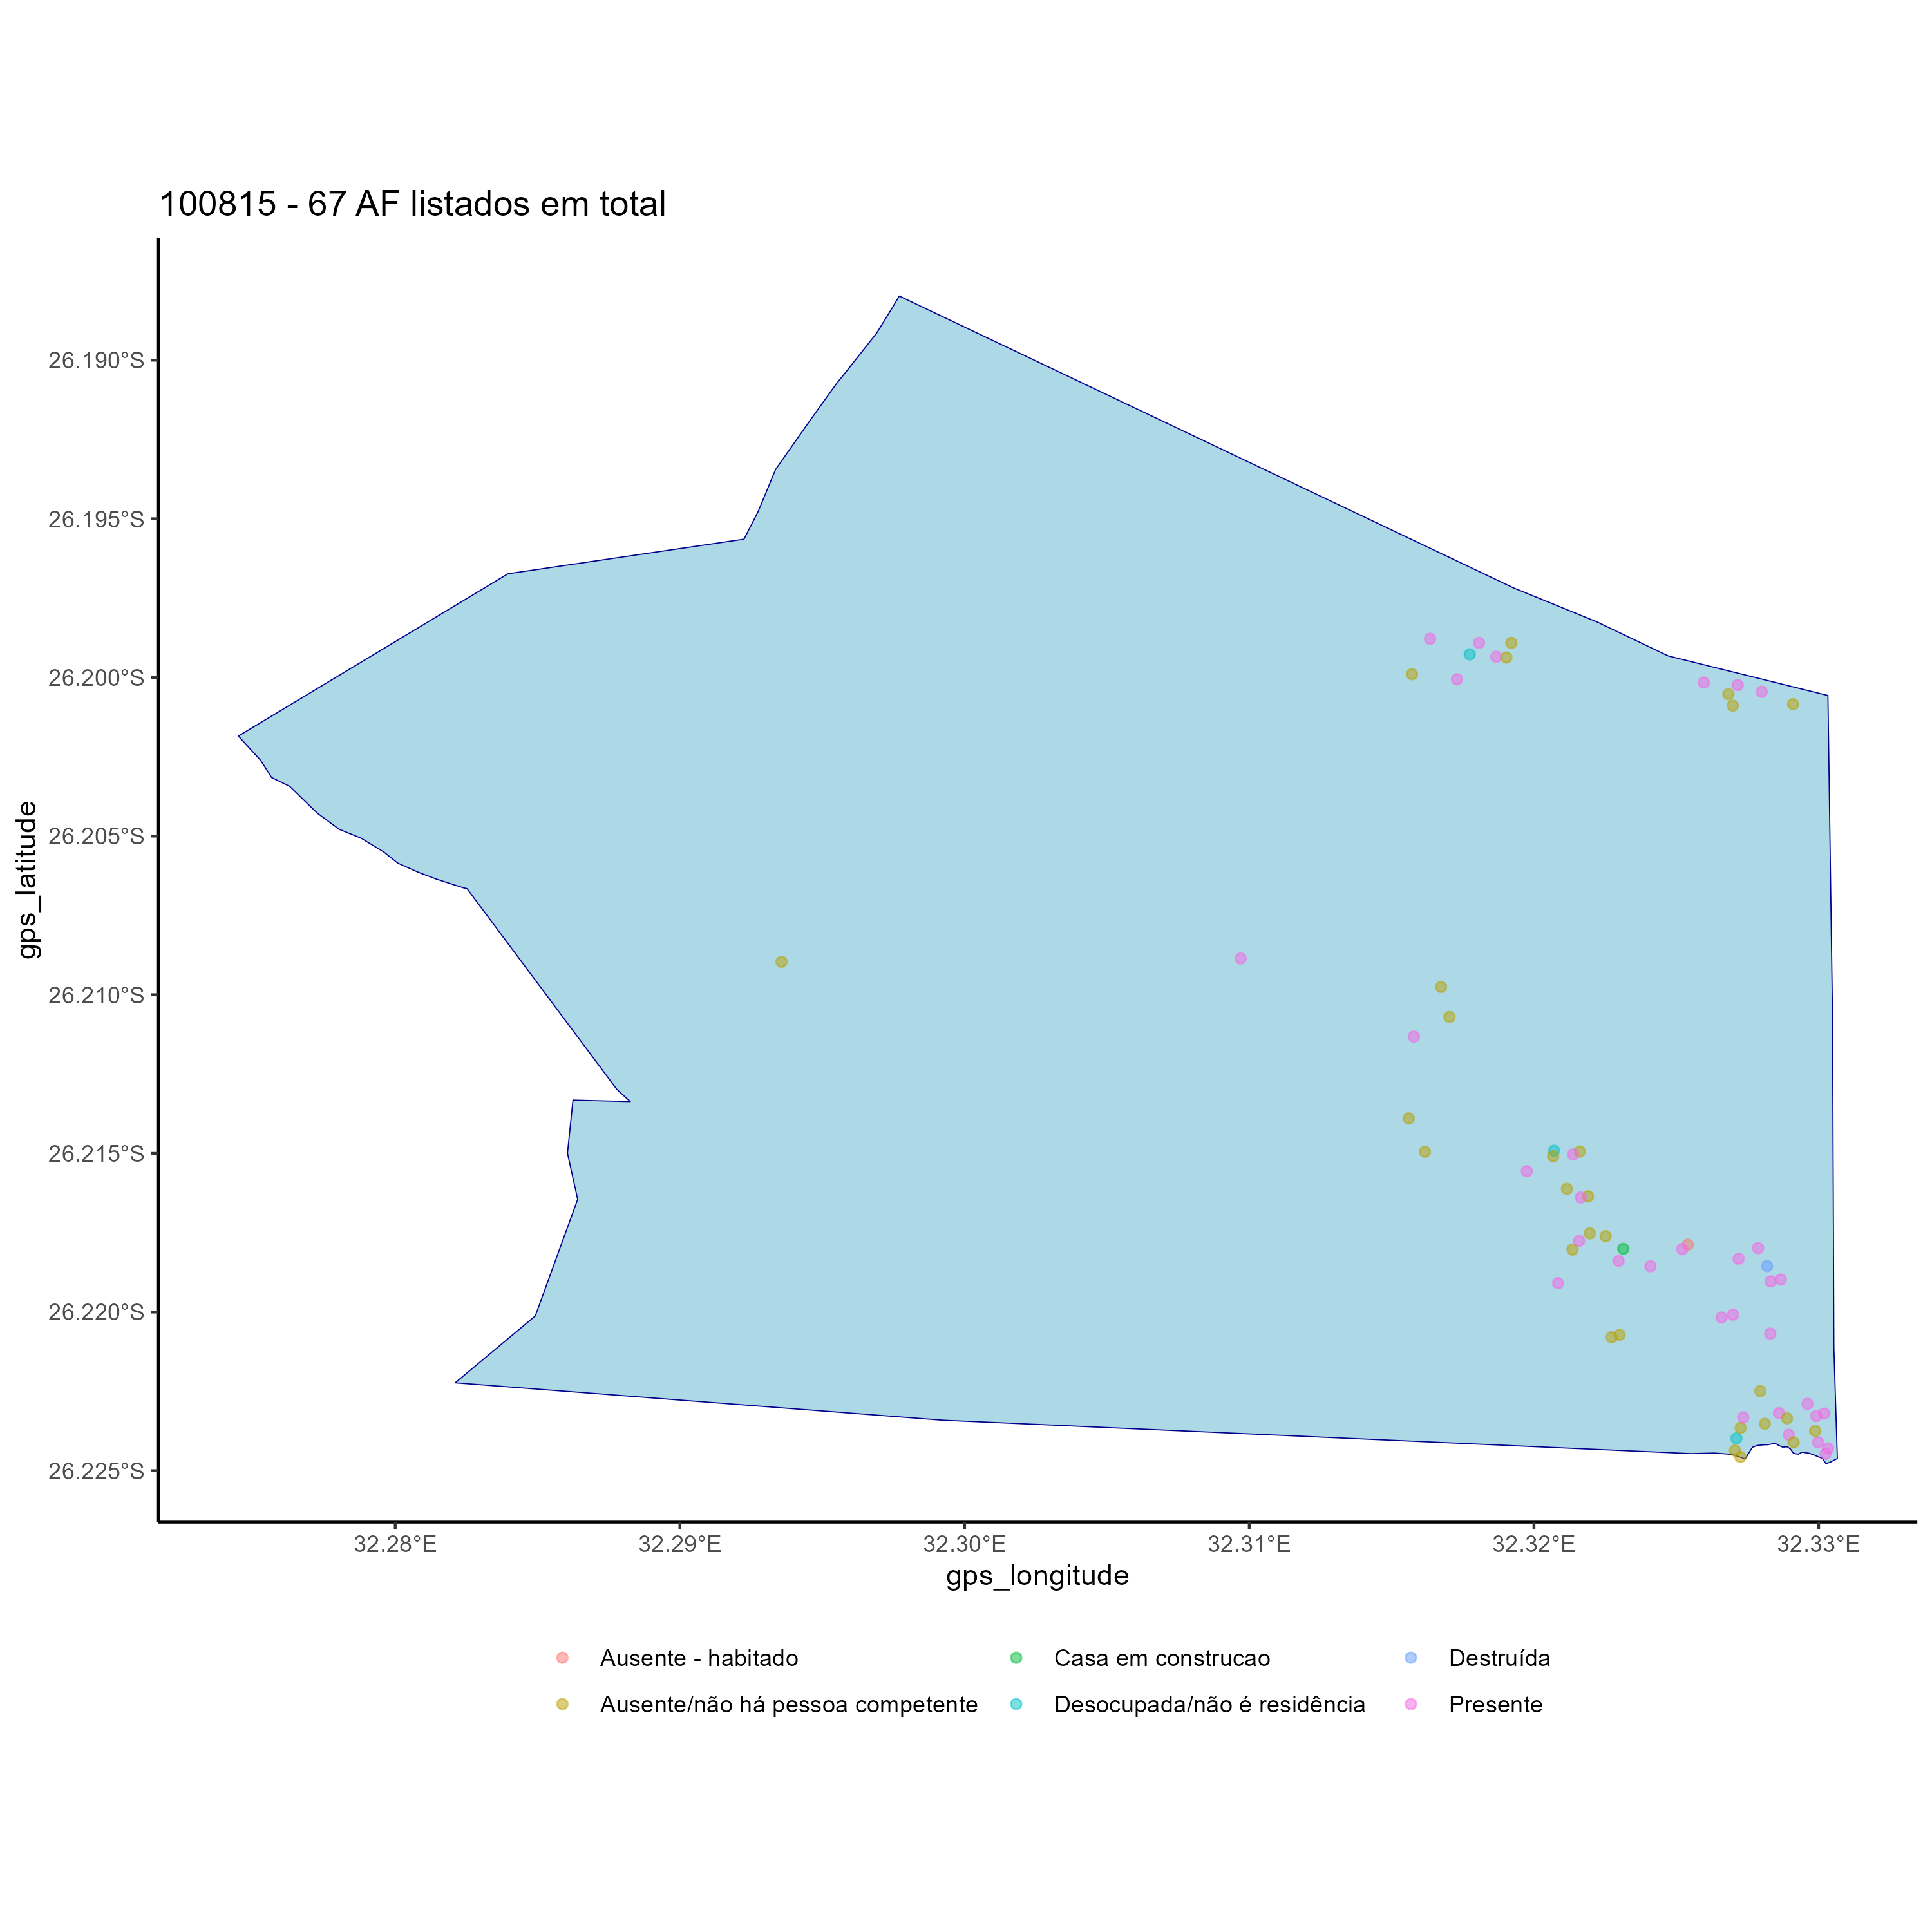 100815 - 67 AF listados em total
gps_latitude
26.190°S
26.195°S
26.200°S
26.205°S
26.210°S
26.215°S
26.220°S
26.225°S
32.28°E
32.29°E
32.30°E
32.31°E
32.32°E
32.33°E
gps_longitude
Ausente - habitado
Casa em construcao
Destruída
Ausente/não há pessoa competente
Desocupada/não é residência
Presente